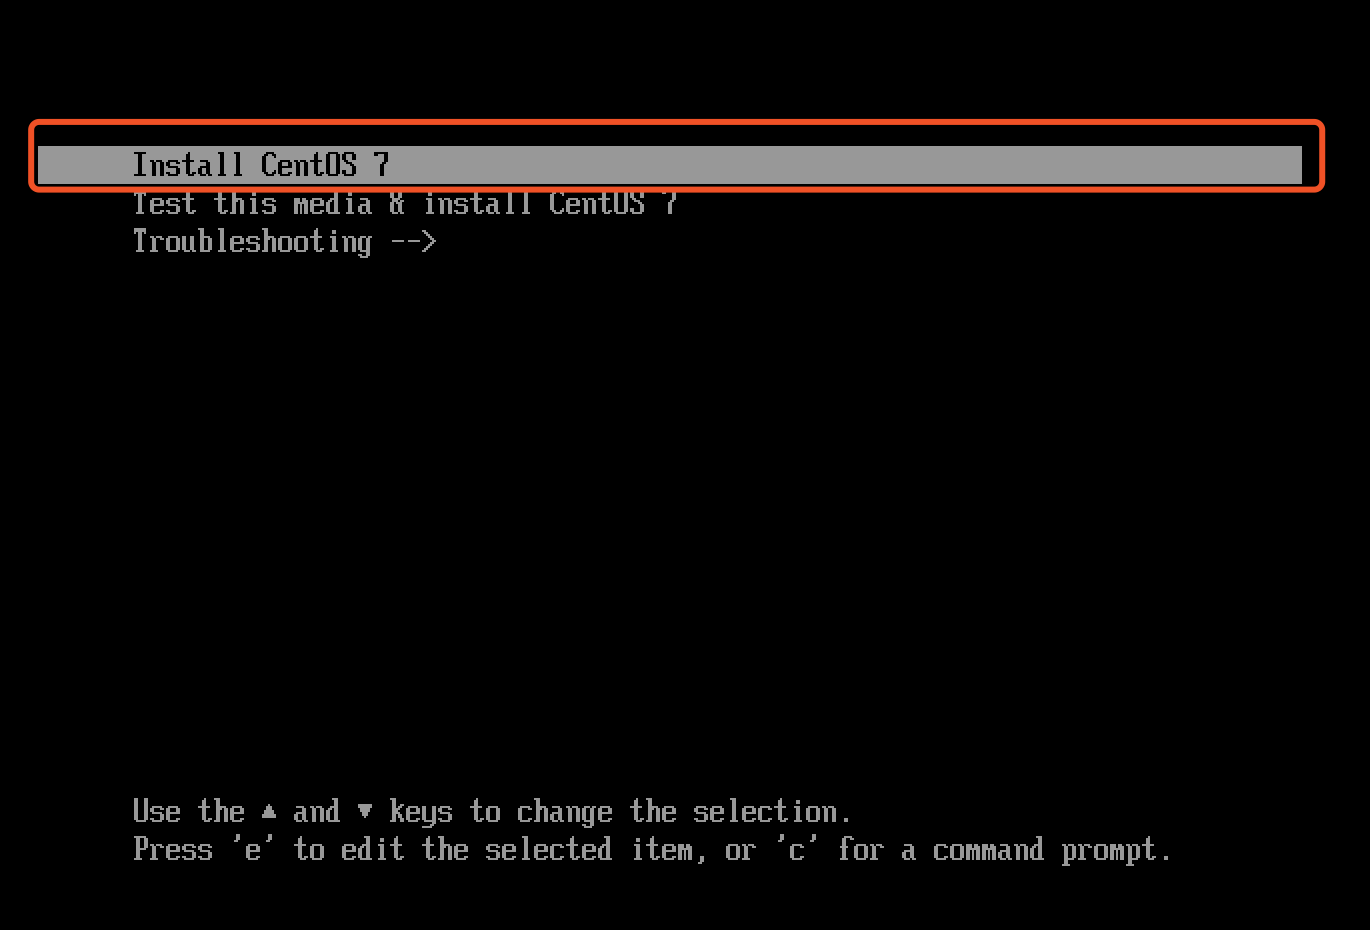 Install CentOS 7
Test this media & install CentOS 7
Troubleshooting -->
Use the ▲ and ▼ keys to change the selection.
Press 'e' to edit the selected item, or 'c' for a command prompt.